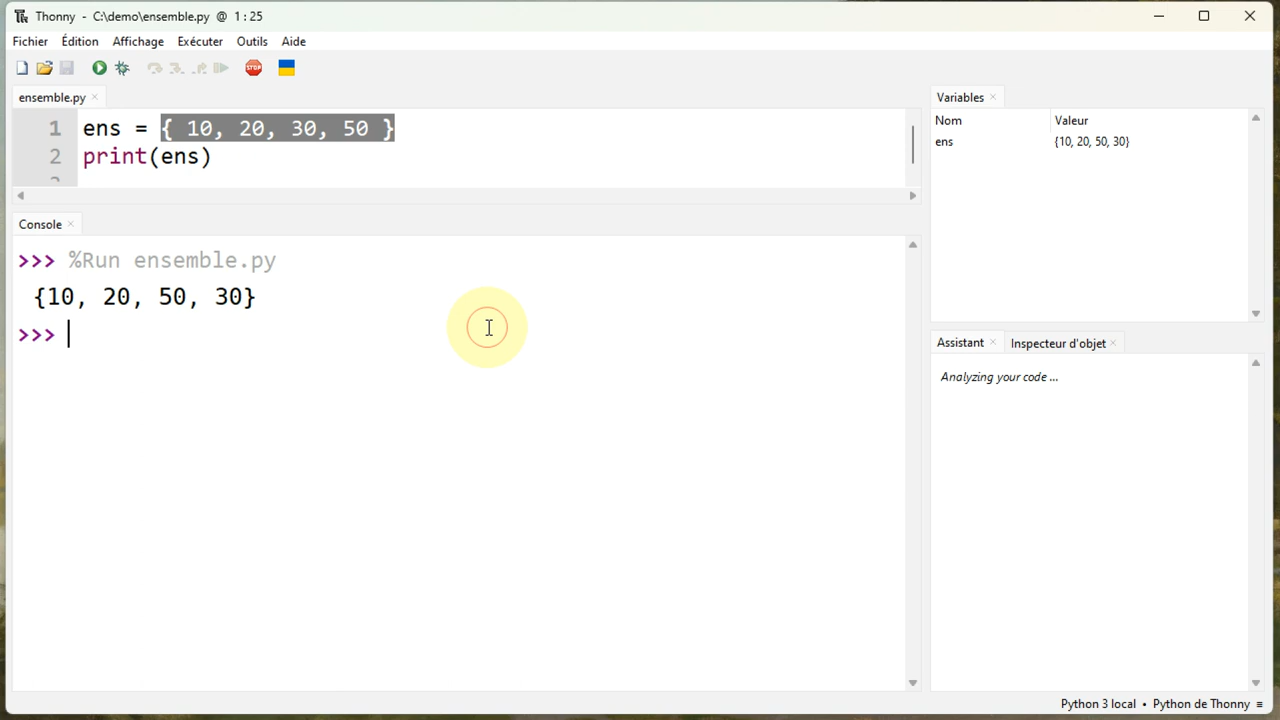 Thonny - C:\demo\ensemble.py @ 1:25
Fichier Édition Affichage Exécuter Outils Aide
STOP
ensemble.py ×
1 ens = { 10, 20, 30, 50 }
2 print(ens)
Console ×
>>> %Run ensemble.py
{10, 20, 50, 30}
>>>
Variables ×
Nom Valeur
ens {10, 20, 50, 30}
Assistant × Inspecteur d'objet ×
Analyzing your code ...
Python 3 local • Python de Thonny ≡